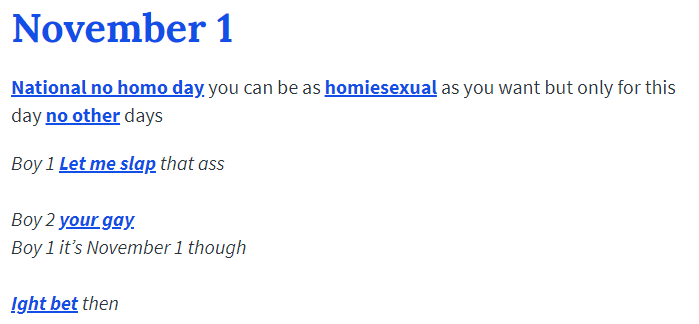 November 1
National no homo day you can be as homiesexual as you want but only for this
day no other days
Boy 1 Let me slap that ass
Boy 2 your gay
Boy 1 it’s November 1 though
Ight bet then